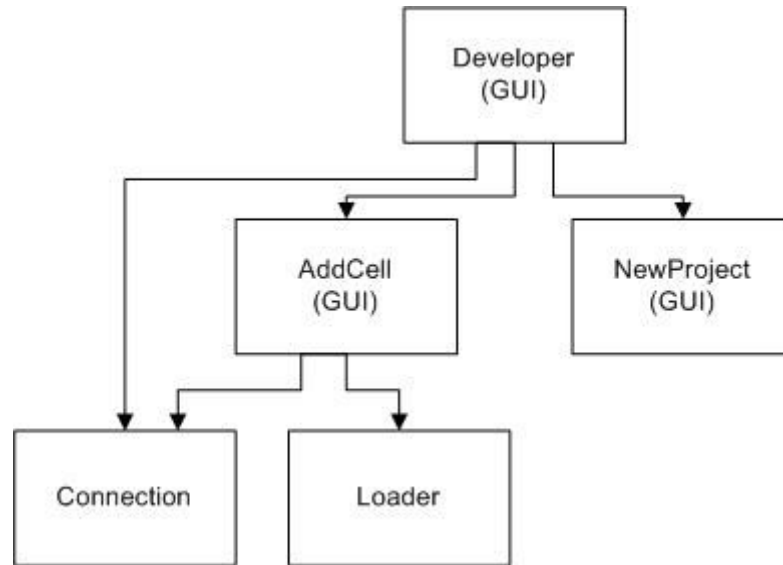 Developer
(GUI)
AddCell
(GUI)
NewProject
(GUI)
Connection
Loader